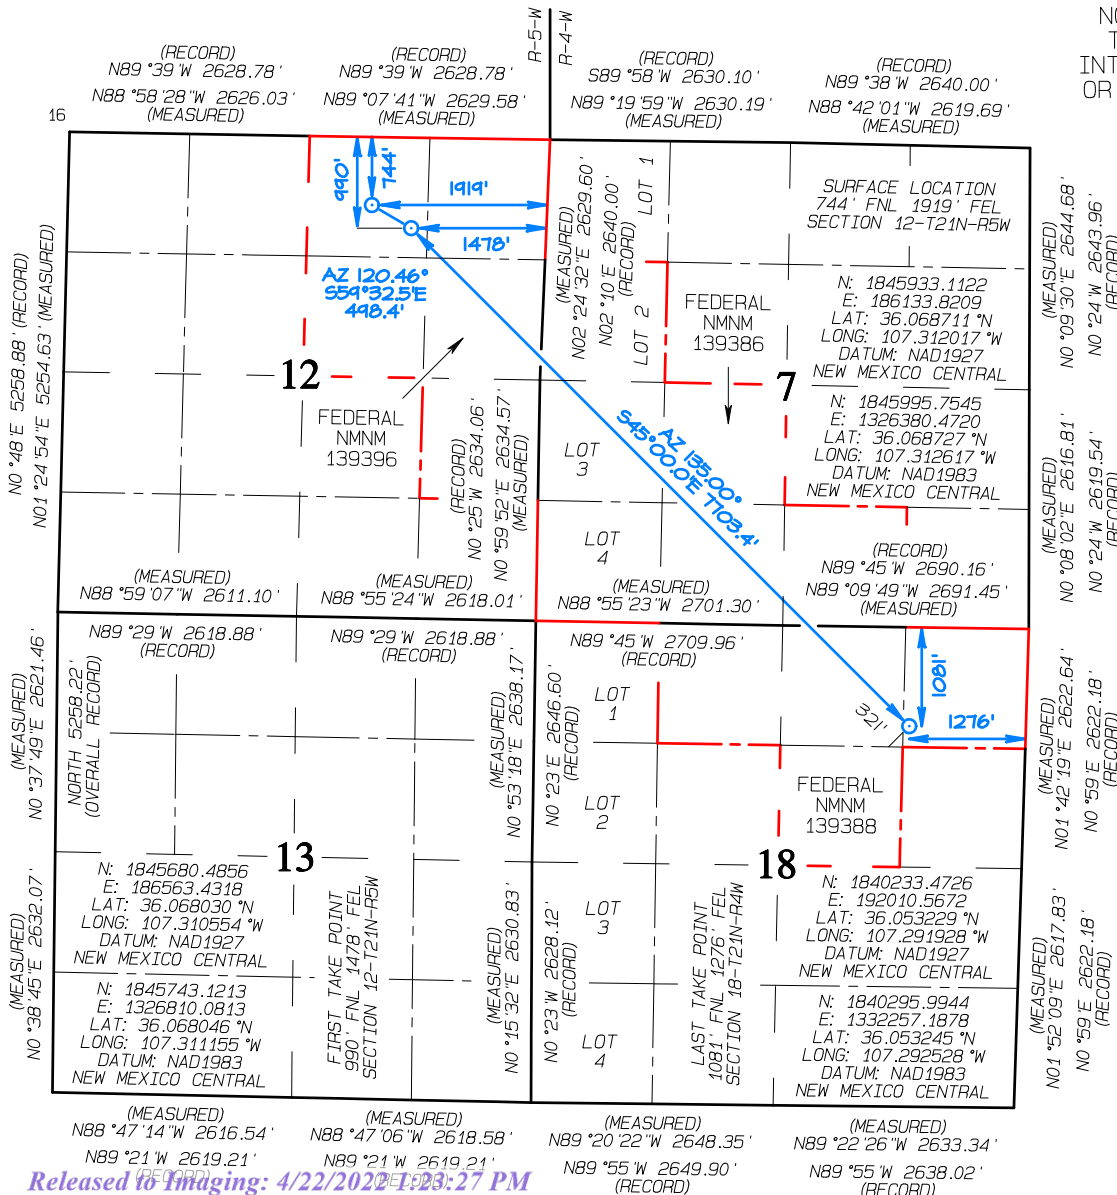 R-5-W
R-4-W
NO
T
INT
OR
(RECORD)
N89°39'W 2628.78'
N88°58'28"W 2626.03'
(MEASURED)
(RECORD)
N89°39'W 2628.78'
N89°07'41"W 2629.58'
(MEASURED)
(RECORD)
S89°58'W 2630.10'
N89°19'59"W 2630.19'
(MEASURED)
(RECORD)
N89°38'W 2640.00'
N88°42'01"W 2619.69'
(MEASURED)
16
990'
744'
1919'
1478'
AZ 120.46°
S59°32.5'E
498.4'
(MEASURED)
N02°24'32"E 2629.60'
N02°10'E 2640.00'
(RECORD)
LOT 1
LOT 2
SURFACE LOCATION
744' FNL 1919' FEL
SECTION 12-T21N-R5W
N: 1845933.1122
E: 186133.8209
LAT: 36.068711°N
LONG: 107.312017°W
DATUM: NAD1927
NEW MEXICO CENTRAL
N: 1845995.7545
E: 1326380.4720
LAT: 36.068727°N
LONG: 107.312617°W
DATUM: NAD1983
NEW MEXICO CENTRAL
FEDERAL
NMNM
139386
12
7
FEDERAL
NMNM
139396
N0°48'E 5258.88' (RECORD)
N01°24'54"E 5254.63' (MEASURED)
(RECORD)
N0°25'W 2634.06'
N0°59'52"E 2634.57'
(MEASURED)
LOT
3
LOT
4
AZ 135.00°
S45°00.0'E 7703.4'
(MEASURED)
N0°09'30"E 2644.68'
N0°24'W 2643.96'
(RECORD)
(MEASURED)
N0°08'02"E 2616.81'
N0°24'W 2619.54'
(RECORD)
(MEASURED)
N88°59'07"W 2611.10'
(MEASURED)
N88°55'24"W 2618.01'
(MEASURED)
N88°55'23"W 2701.30'
(RECORD)
N89°45'W 2690.16'
N89°09'49"W 2691.45'
(MEASURED)
N89°29'W 2618.88'
(RECORD)
N89°29'W 2618.88'
(RECORD)
N89°45'W 2709.96'
(RECORD)
(MEASURED)
N0°37'49"E 2621.46'
NORTH 5258.22'
(OVERALL RECORD)
(MEASURED)
N0°53'18"E 2638.17'
N0°23'E 2646.60'
(RECORD)
LOT
1
LOT
2
1081'
321'
1276'
FEDERAL
NMNM
139388
(MEASURED)
N01°42'19"E 2622.64'
N0°59'E 2622.18'
(RECORD)
13
18
(MEASURED)
N0°38'45"E 2632.07'
N: 1845680.4856
E: 186563.4318
LAT: 36.068030°N
LONG: 107.310554°W
DATUM: NAD1927
NEW MEXICO CENTRAL
N: 1845743.1213
E: 1326810.0813
LAT: 36.068046°N
LONG: 107.311155°W
DATUM: NAD1983
NEW MEXICO CENTRAL
FIRST TAKE POINT
990' FNL 1478' FEL
SECTION 12-T21N-R5W
(MEASURED)
N0°15'32"E 2630.83'
N0°23'W 2628.12'
(RECORD)
LOT
3
LOT
4
LAST TAKE POINT
1081' FNL 1276' FEL
SECTION 18-T21N-R4W
N: 1840233.4726
E: 192010.5672
LAT: 36.053229°N
LONG: 107.291928°W
DATUM: NAD1927
NEW MEXICO CENTRAL
N: 1840295.9944
E: 1332257.1878
LAT: 36.053245°N
LONG: 107.292528°W
DATUM: NAD1983
NEW MEXICO CENTRAL
(MEASURED)
N01°52'09"E 2617.83'
N0°59'E 2622.18'
(RECORD)
(MEASURED)
N88°47'14"W 2616.54'
N89°21'W 2619.21'
(RECORD)
(MEASURED)
N88°47'06"W 2618.58'
N89°21'W 2619.21'
(RECORD)
(MEASURED)
N89°20'22"W 2648.35'
N89°55'W 2649.90'
(RECORD)
(MEASURED)
N89°22'26"W 2633.34'
N89°55'W 2638.02'
(RECORD)
Released to Imaging: 4/22/2022 1:23:27 PM